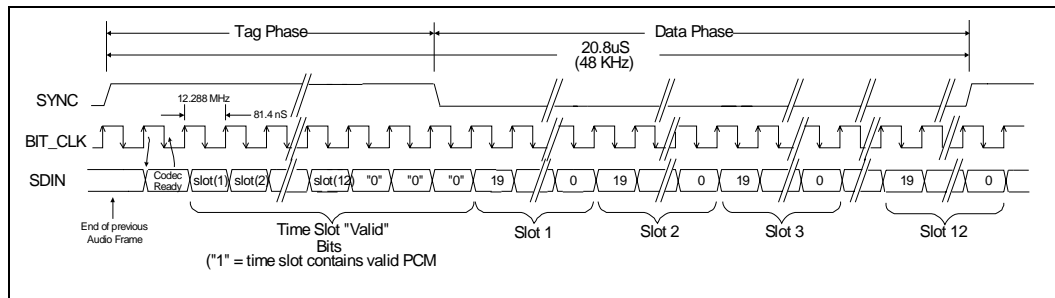 Tag Phase
Data Phase
20.8uS
(48 KHz)
SYNC
12.288 MHz
81.4 nS
BIT_CLK
SDIN
Codec
Ready
slot(1)
slot(2)
slot(12)
"0"
"0"
"0"
19
0
19
0
19
0
19
0
End of previous
Audio Frame
Time Slot "Valid"
Bits
("1" = time slot contains valid PCM
Slot 1
Slot 2
Slot 3
Slot 12